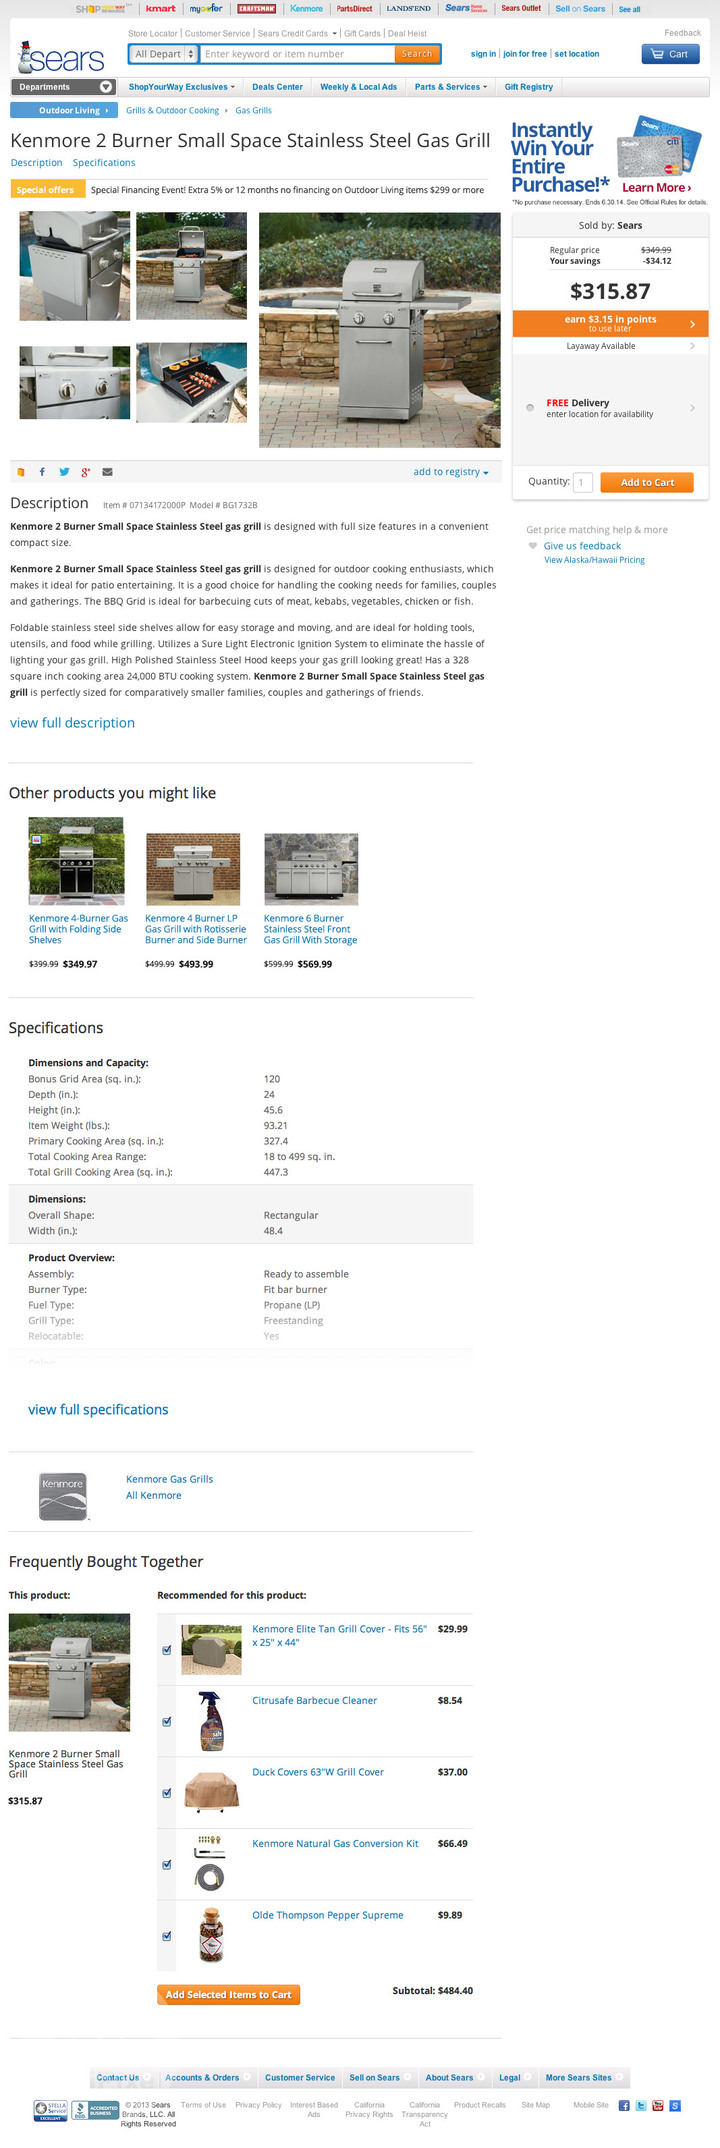 SHOP YOUR WAY REWARDS kmart mygofer CRAFTSMAN Kenmore PartsDirect LANDS'END Sears Home Services Sears Outlet Sell on Sears See all
Store Locator Customer Service Sears Credit Cards Gift Cards Deal Heist Feedback
sears All Depart Enter keyword or item number Search sign in join for free set location Cart
Departments ShopYourWay Exclusives Deals Center Weekly & Local Ads Parts & Services Gift Registry
Outdoor Living Grills & Outdoor Cooking Gas Grills
Kenmore 2 Burner Small Space Stainless Steel Gas Grill
Description Specifications
Special offers Special Financing Event! Extra 5% or 12 months no financing on Outdoor Living items $299 or more
Instantly
Win Your
Entire
Purchase!*
Sears
Sears
citi
Learn More ›
*No purchase necessary. Ends 6.30.14. See Official Rules for details.
Sold by: Sears
Regular price $349.99
Your savings -$34.12
$315.87
earn $3.15 in points
to use later
Layaway Available
FREE Delivery
enter location for availability
Quantity: 1 Add to Cart
Get price matching help & more
Give us feedback
View Alaska/Hawaii Pricing
add to registry
Description Item # 07134172000P Model # BG1732B
Kenmore 2 Burner Small Space Stainless Steel gas grill is designed with full size features in a convenient
compact size.
Kenmore 2 Burner Small Space Stainless Steel gas grill is designed for outdoor cooking enthusiasts, which
makes it ideal for patio entertaining. It is a good choice for handling the cooking needs for families, couples
and gatherings. The BBQ Grid is ideal for barbecuing cuts of meat, kebabs, vegetables, chicken or fish.
Foldable stainless steel side shelves allow for easy storage and moving, and are ideal for holding tools,
utensils, and food while grilling. Utilizes a Sure Light Electronic Ignition System to eliminate the hassle of
lighting your gas grill. High Polished Stainless Steel Hood keeps your gas grill looking great! Has a 328
square inch cooking area 24,000 BTU cooking system. Kenmore 2 Burner Small Space Stainless Steel gas
grill is perfectly sized for comparatively smaller families, couples and gatherings of friends.
view full description
Other products you might like
Kenmore 4-Burner Gas
Grill with Folding Side
Shelves
$399.99 $349.97
Kenmore 4 Burner LP
Gas Grill with Rotisserie
Burner and Side Burner
$499.99 $493.99
Kenmore 6 Burner
Stainless Steel Front
Gas Grill With Storage
$599.99 $569.99
Specifications
Dimensions and Capacity:
Bonus Grid Area (sq. in.): 120
Depth (in.): 24
Height (in.): 45.6
Item Weight (lbs.): 93.21
Primary Cooking Area (sq. in.): 327.4
Total Cooking Area Range: 18 to 499 sq. in.
Total Grill Cooking Area (sq. in.): 447.3
Dimensions:
Overall Shape: Rectangular
Width (in.): 48.4
Product Overview:
Assembly: Ready to assemble
Burner Type: Fit bar burner
Fuel Type: Propane (LP)
Grill Type: Freestanding
Relocatable: Yes
Color:
view full specifications
Kenmore
Kenmore Gas Grills
All Kenmore
Frequently Bought Together
This product:
Kenmore 2 Burner Small
Space Stainless Steel Gas
Grill
$315.87
Recommended for this product:
Kenmore Elite Tan Grill Cover - Fits 56" $29.99
x 25" x 44"
Citrusafe Barbecue Cleaner $8.54
Duck Covers 63"W Grill Cover $37.00
Kenmore Natural Gas Conversion Kit $66.49
Olde Thompson Pepper Supreme $9.89
Add Selected Items to Cart Subtotal: $484.40
Contact Us Accounts & Orders Customer Service Sell on Sears About Sears Legal More Sears Sites
STELLA
Service
EXCELLENT
BBB
ACCREDITED
BUSINESS
© 2013 Sears
Brands, LLC. All
Rights Reserved
Terms of Use
Privacy Policy
Interest Based
Ads
California
Privacy Rights
California
Transparency
Act
Product Recalls
Site Map
Mobile Site